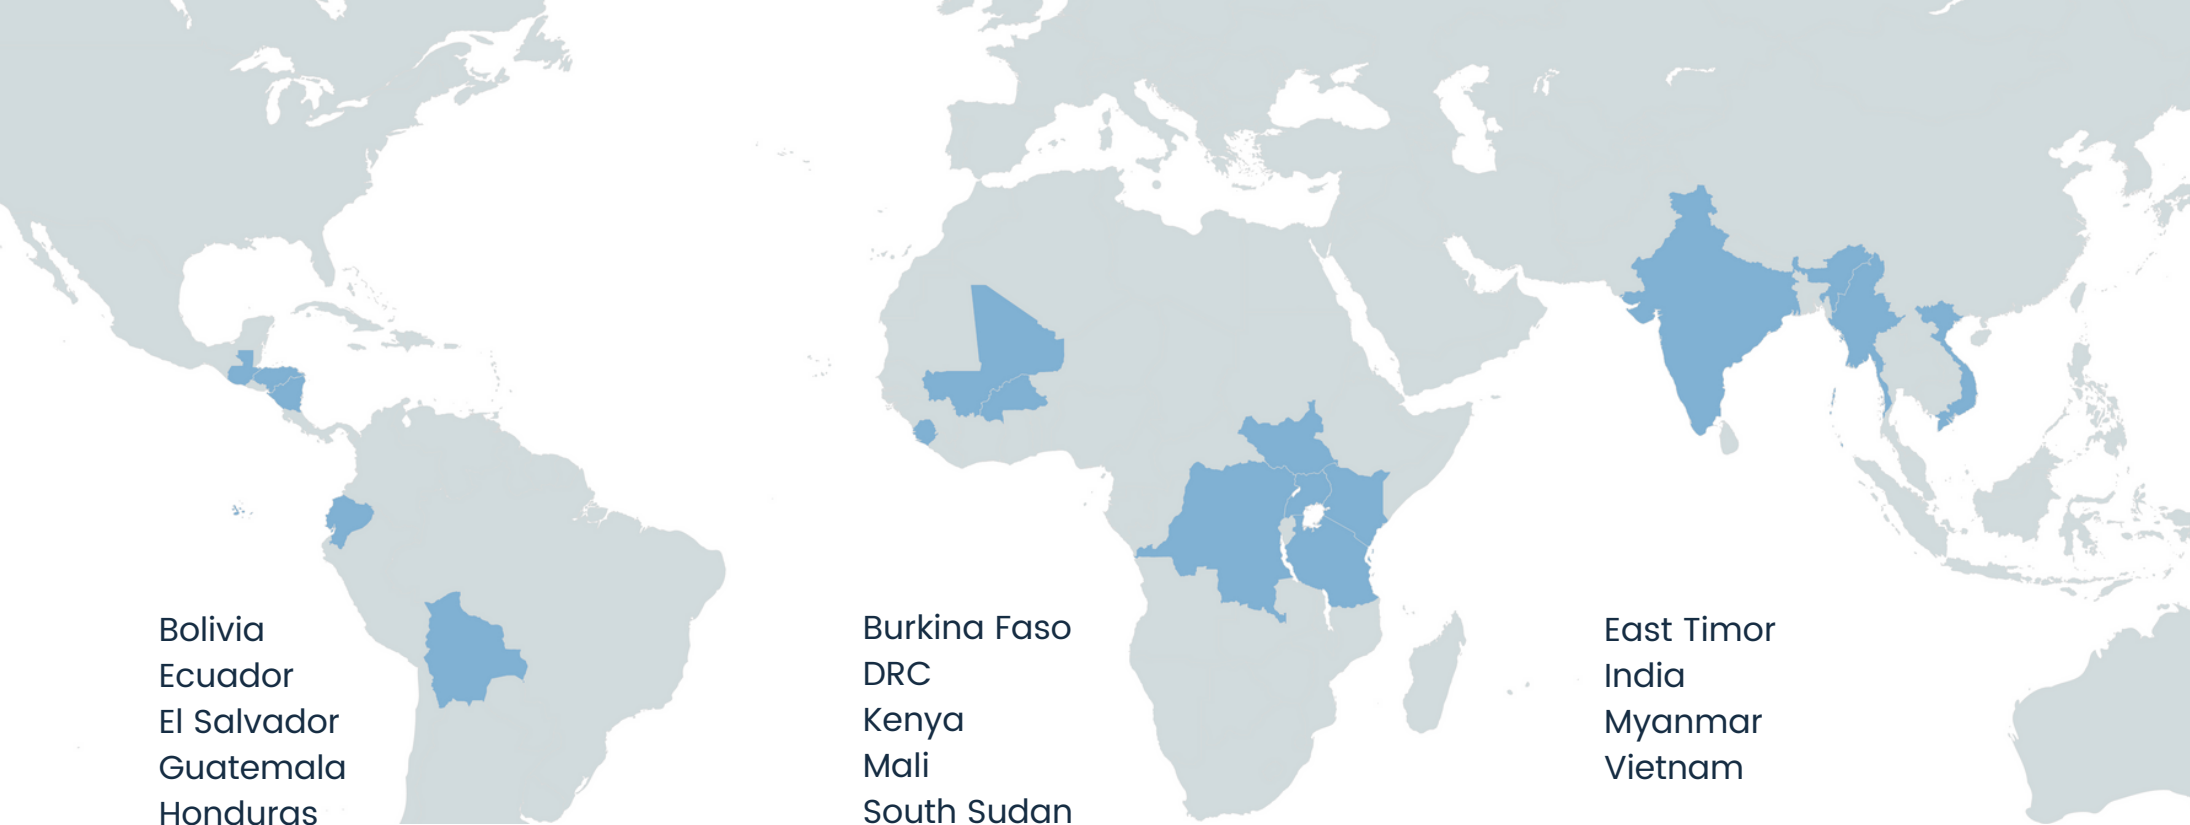 Bolivia
Ecuador
El Salvador
Guatemala
Honduras
Burkina Faso
DRC
Kenya
Mali
South Sudan
East Timor
India
Myanmar
Vietnam